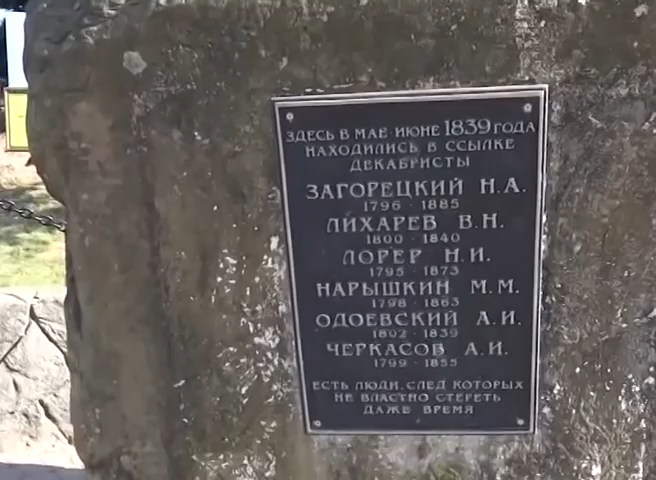 ЗДЕСЬ В МАЕ-ИЮНЕ 1839 ГОДА
НАХОДИЛИСЬ В ССЫЛКЕ
ДЕКАБРИСТЫ
ЗАГОРЕЦКИЙ Н.А.
1796 - 1885
ЛИХАРЕВ В.Н.
1800 - 1840
ЛОРЕР Н.И.
1795 - 1873
НАРЫШКИН М.М.
1798 - 1863
ОДОЕВСКИЙ А.И.
1802 - 1839
ЧЕРКАСОВ А.И.
1799 - 1855
ЕСТЬ ЛЮДИ, СЛЕД КОТОРЫХ
НЕ ВЛАСТНО СТЕРЕТЬ
ДАЖЕ ВРЕМЯ